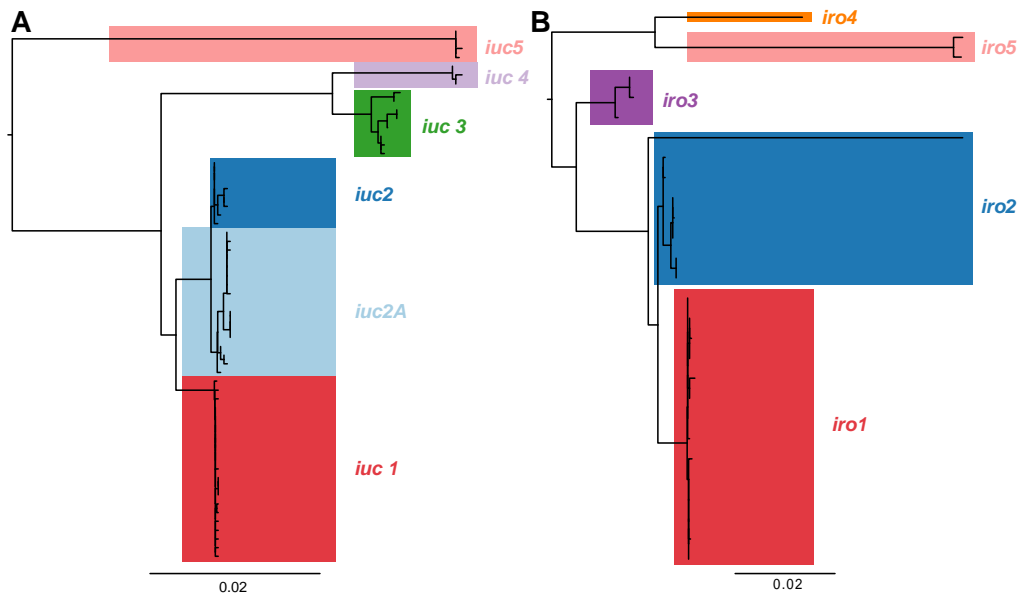 A
iuc5
iuc 4
iuc 3
iuc2
iuc2A
iuc 1
0.02
B
iro4
iro5
iro3
iro2
iro1
0.02